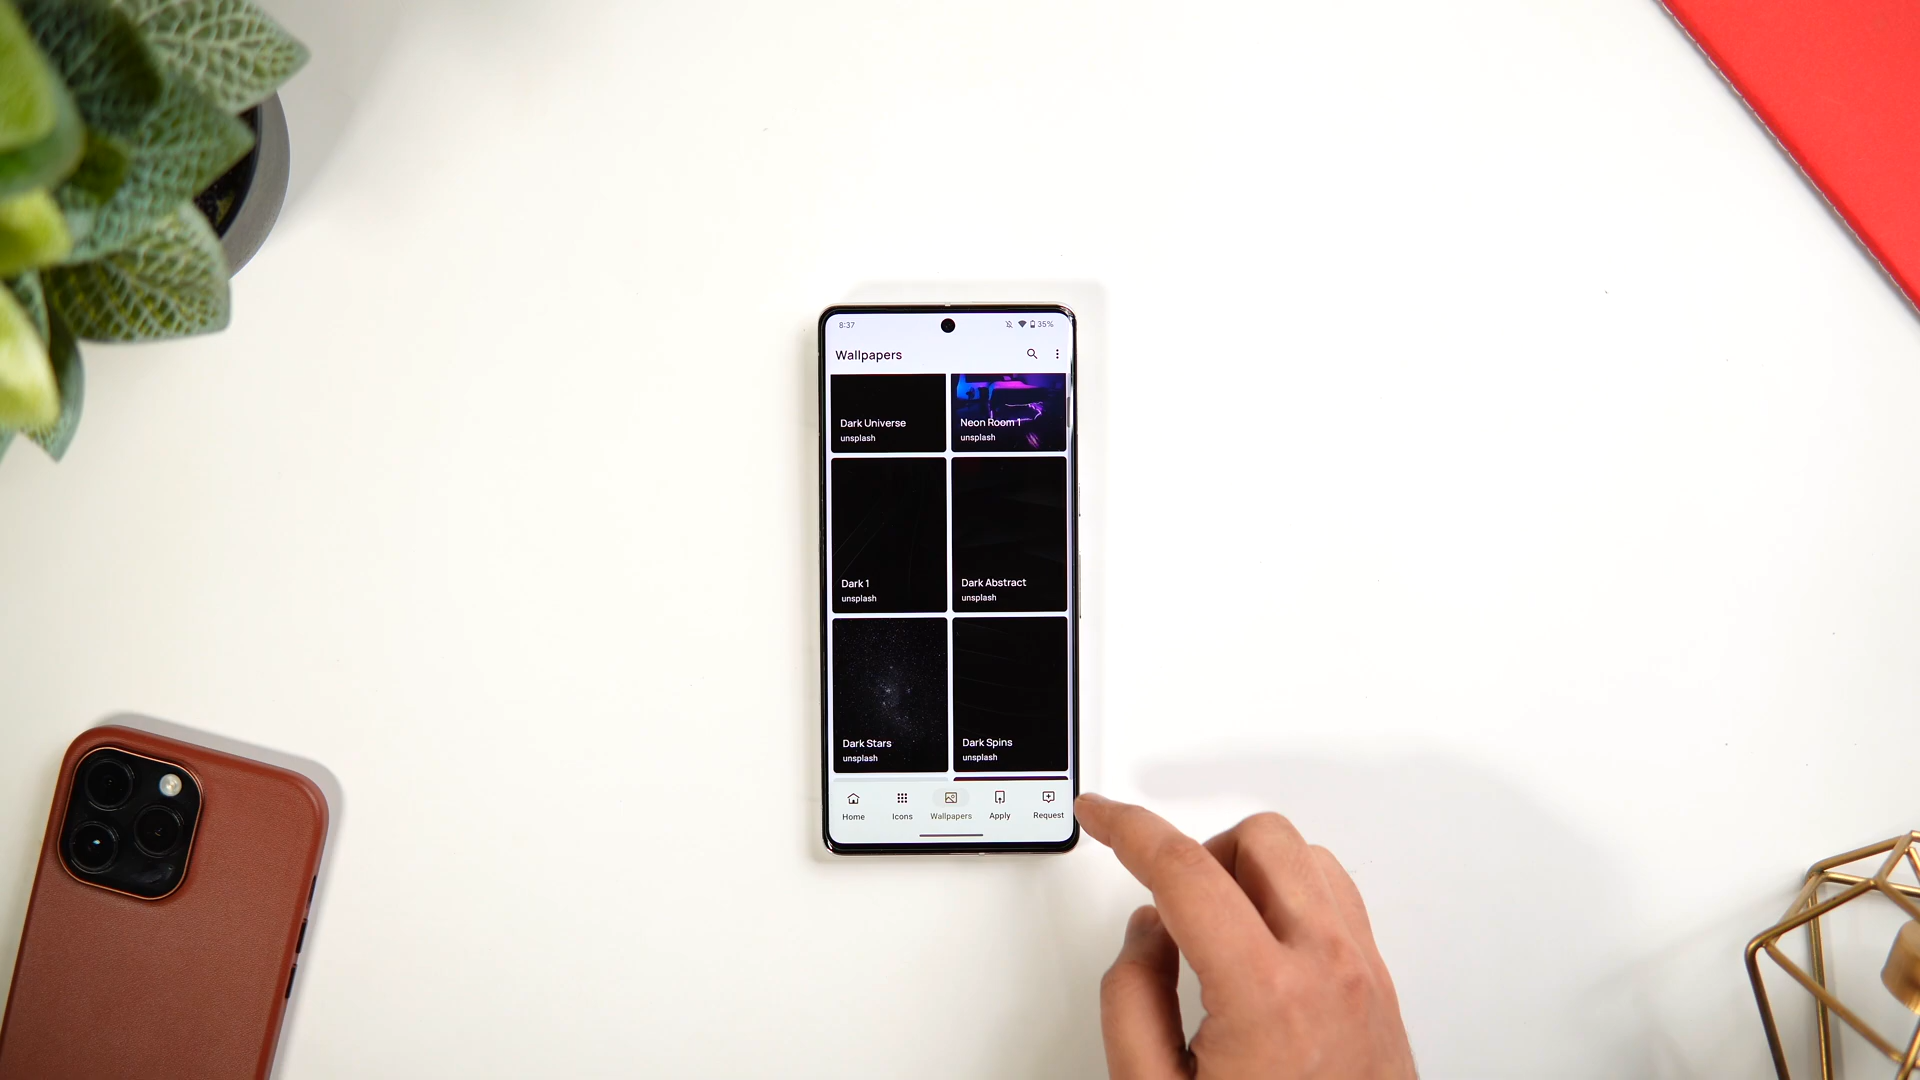 8:37
35%
Wallpapers
Dark Universe
unsplash
Neon Room 1
unsplash
Dark 1
unsplash
Dark Abstract
unsplash
Dark Stars
unsplash
Dark Spins
unsplash
Home
Icons
Wallpapers
Apply
Request